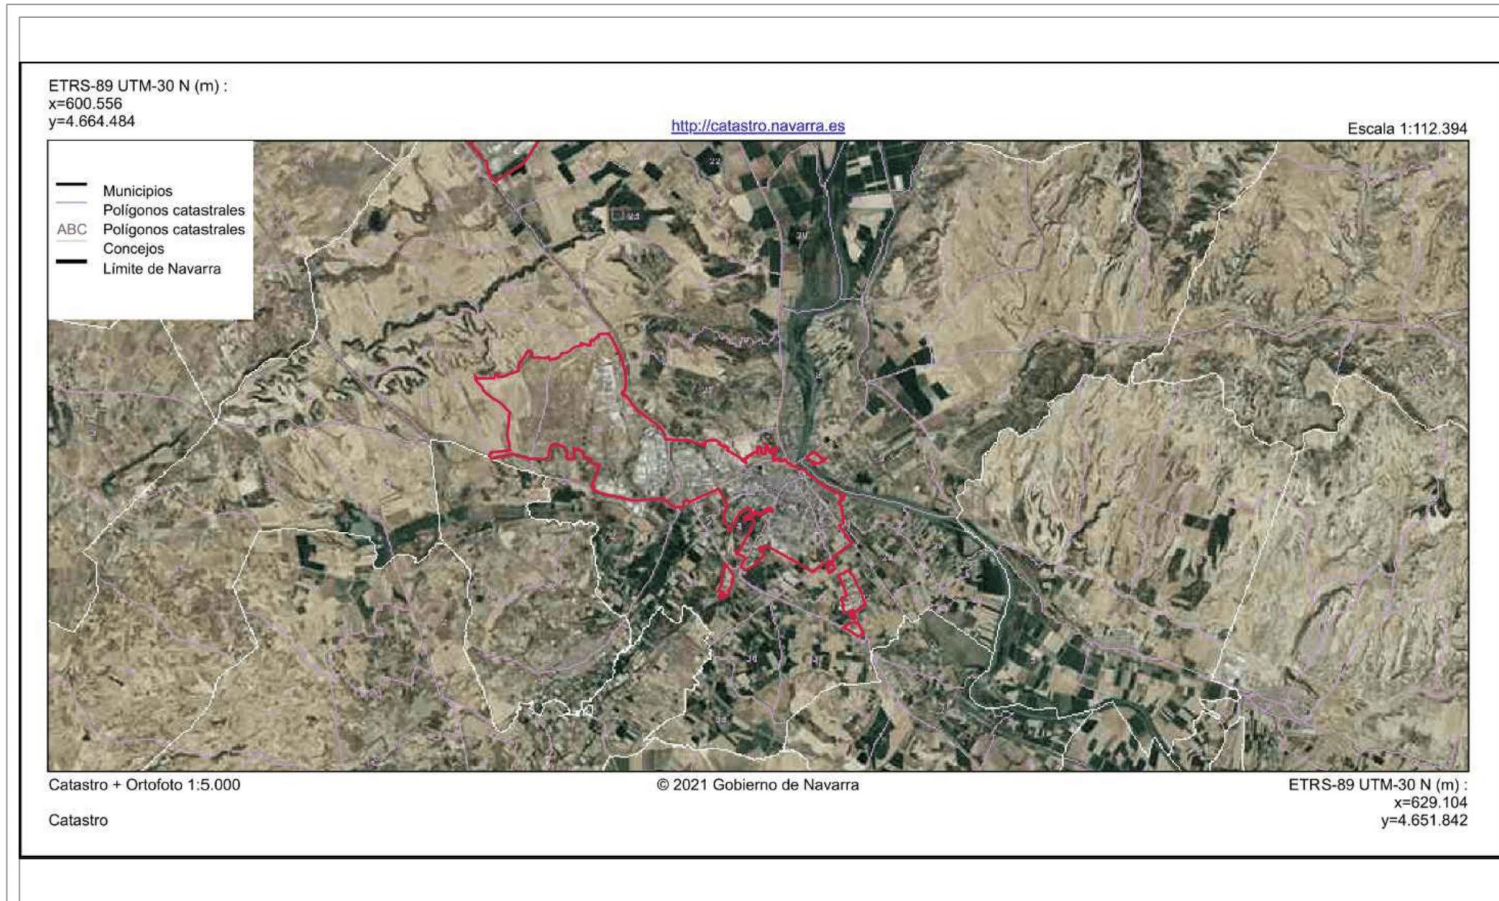 ETRS-89 UTM-30 N (m) :
x=600.556
y=4.664.484
http://catastro.navarra.es
Escala 1:112.394
Municipios
Polígonos catastrales
ABC Polígonos catastrales
Concejos
Límite de Navarra
22
Catastro + Ortofoto 1:5.000
© 2021 Gobierno de Navarra
ETRS-89 UTM-30 N (m) :
x=629.104
y=4.651.842
Catastro